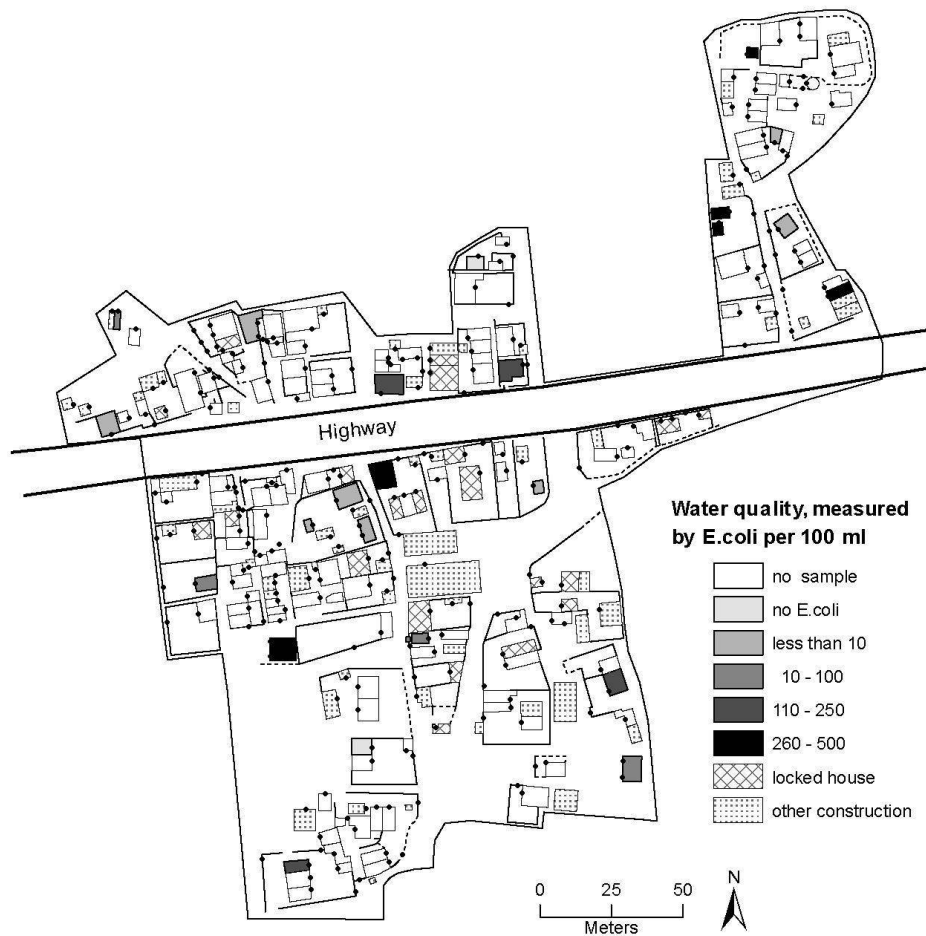 Highway
Water quality, measured
by E.coli per 100 ml
no sample
no E.coli
less than 10
10 - 100
110 - 250
260 - 500
locked house
other construction
N
0 25 50
Meters